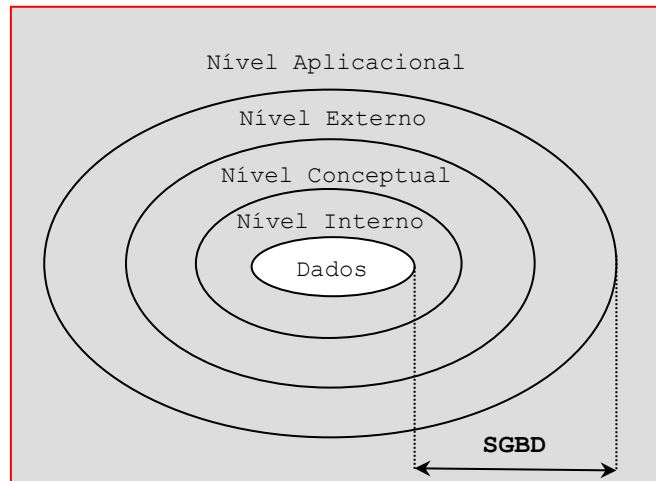 Nível Aplicacional
Nível Externo
Nível Conceptual
Nível Interno
Dados
SGBD